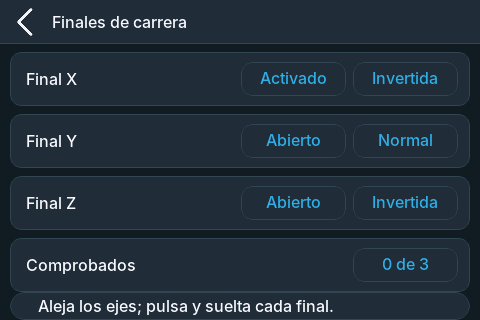 Finales de carrera
Final X Activado Invertida
Final Y Abierto Normal
Final Z Abierto Invertida
Comprobados 0 de 3
Aleja los ejes; pulsa y suelta cada final.